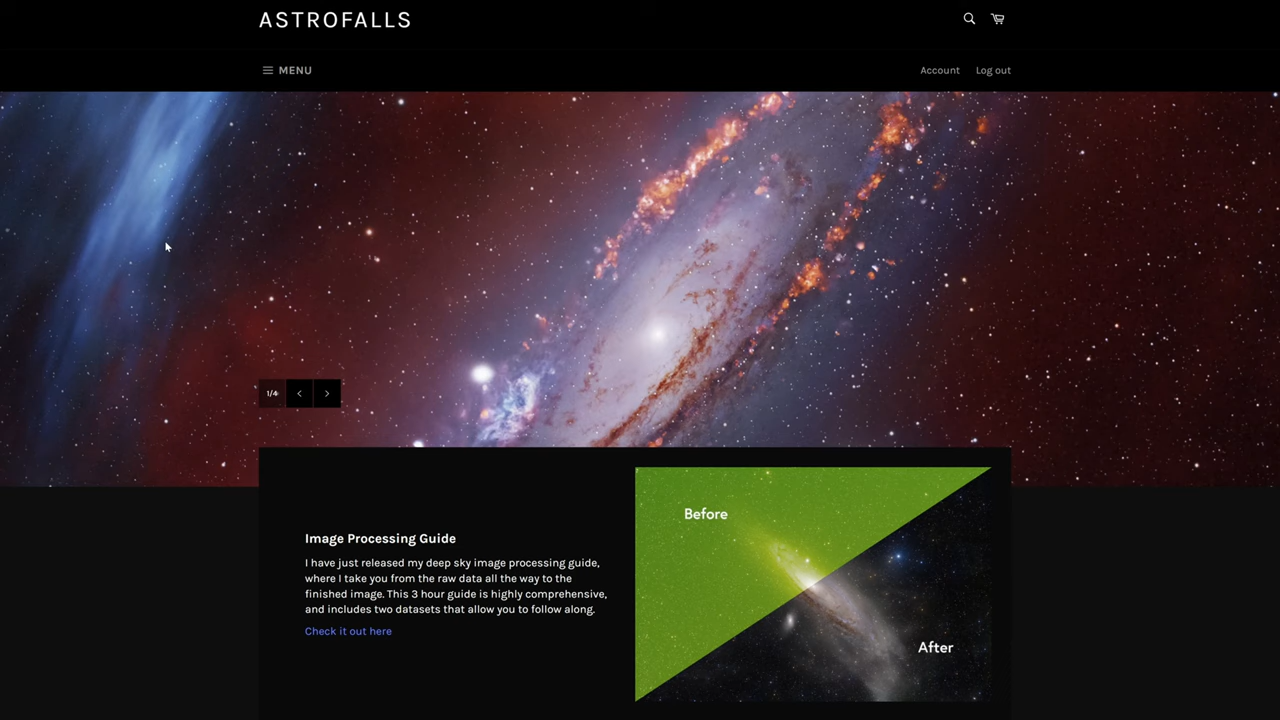 ASTROFALLS
MENU
Account
Log out
1/4
Image Processing Guide
I have just released my deep sky image processing guide,
where I take you from the raw data all the way to the
finished image. This 3 hour guide is highly comprehensive,
and includes two datasets that allow you to follow along.
Check it out here
Before
After